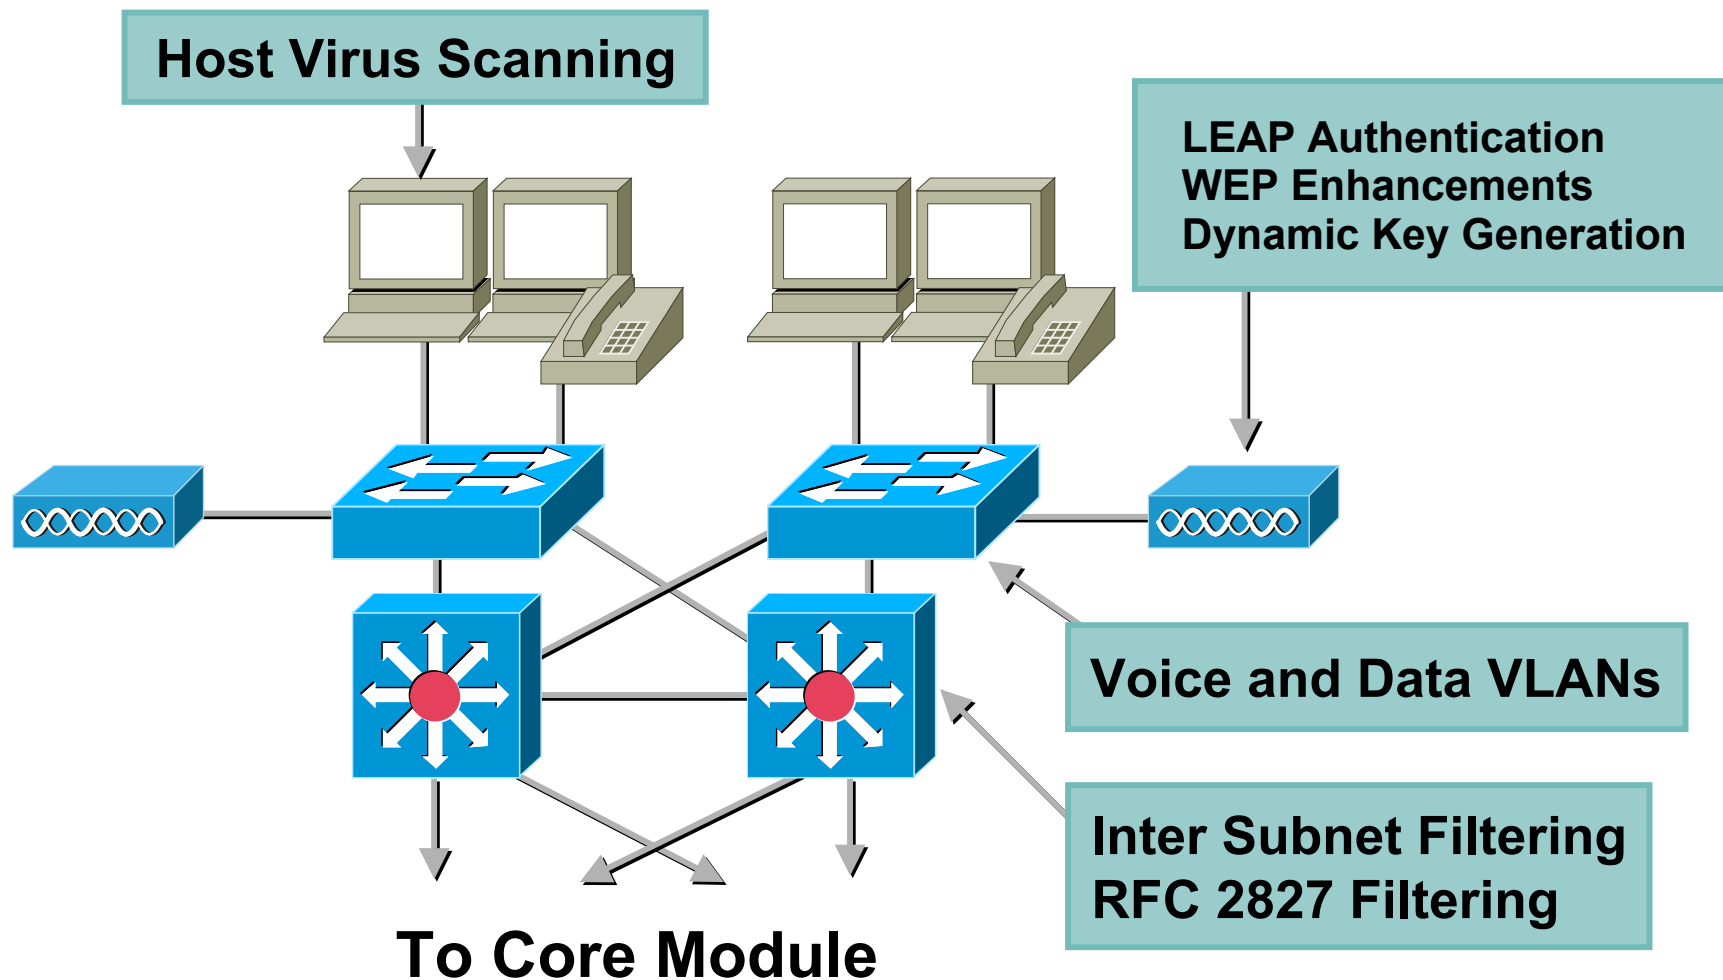 Host Virus Scanning
LEAP Authentication
WEP Enhancements
Dynamic Key Generation
Voice and Data VLANs
Inter Subnet Filtering
RFC 2827 Filtering
To Core Module